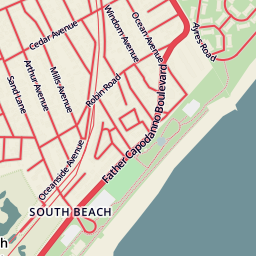 Cedar Avenue
Windom Avenue
Ocean Avenue
Ayres Road
Sand Lane
Arthur Avenue
Mills Avenue
Robin Road
Oceanside Avenue
Father Capodanno Boulevard
SOUTH BEACH
h